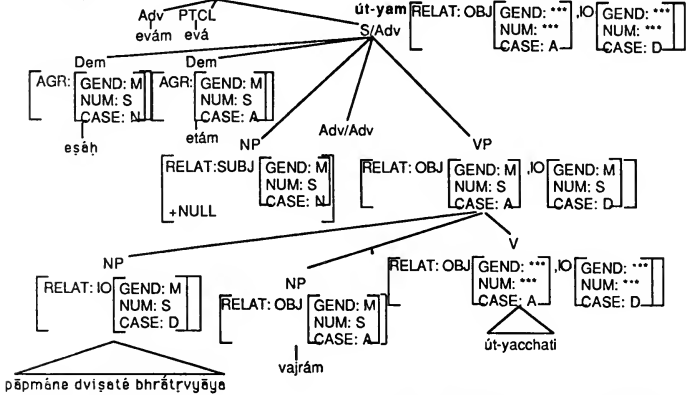 Adv PTCL
evám evá
út-yam RELAT: OBJ GEND: *** ,IO GEND: ***
NUM: *** NUM: ***
CASE: A CASE: D
S/Adv
Dem Dem
AGR: GEND: M AGR: GEND: M
NUM: S NUM: S
CASE: N CASE: A
eṣáḥ etám
Adv/Adv
NP VP
RELAT:SUBJ GEND: M RELAT: OBJ GEND: M ,IO GEND: M
NUM: S NUM: S NUM: S
CASE: N CASE: A CASE: D
+NULL
NP NP V
RELAT: IO GEND: M RELAT: OBJ GEND: M RELAT: OBJ GEND: *** ,IO GEND: ***
NUM: S NUM: S NUM: *** NUM: ***
CASE: D CASE: A CASE: A CASE: D
út-yacchati
vajrám
pāpmáne dviṣaté bhrā́tṛvyāya